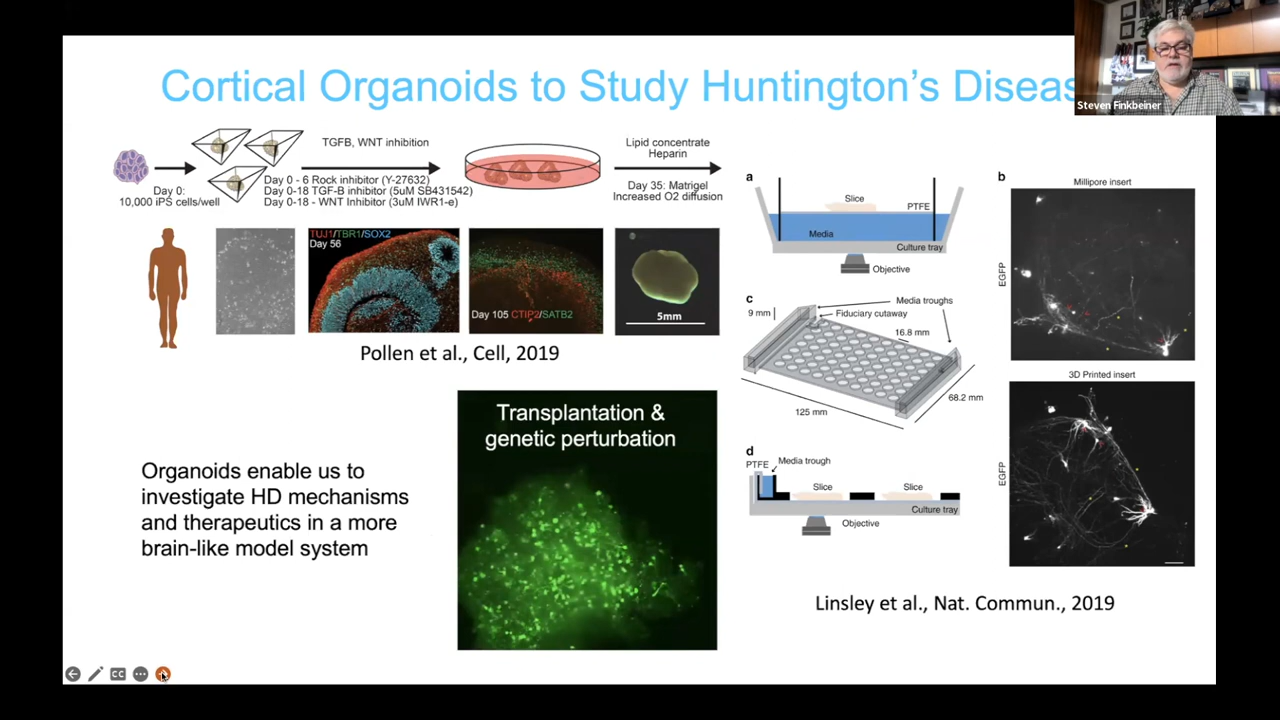 Cortical Organoids to Study Huntington's Diseas
Steven Finkbeiner
TGFB, WNT inhibition
Day 0:
10,000 iPS cells/well
Day 0 - 6 Rock inhibitor (Y-27632)
Day 0-18 TGF-B inhibitor (5uM SB431542)
Day 0-18 - WNT Inhibitor (3uM IWR1-e)
Lipid concentrate
Heparin
Day 35: Matrigel
Increased O2 diffusion
TUJ1/TBR1/SOX2
Day 56
Day 105 CTIP2/SATB2
5mm
Pollen et al., Cell, 2019
Organoids enable us to
investigate HD mechanisms
and therapeutics in a more
brain-like model system
Transplantation &
genetic perturbation
a
Slice
PTFE
Media
Culture tray
Objective
b
Millipore insert
EGFP
3D Printed insert
EGFP
c
Media troughs
9 mm
Fiduciary cutaway
16.8 mm
68.2 mm
125 mm
d
PTFE
Media trough
Slice
Slice
Culture tray
Objective
Linsley et al., Nat. Commun., 2019
CC